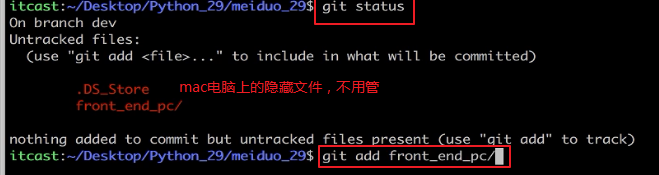 itcast:~/Desktop/Python_29/meiduo_29$ git status
On branch dev
Untracked files:
(use "git add <file>..." to include in what will be committed)
.DS_Store mac电脑上的隐藏文件，不用管
front_end_pc/
nothing added to commit but untracked files present (use "git add" to track)
itcast:~/Desktop/Python_29/meiduo_29$ git add front_end_pc/